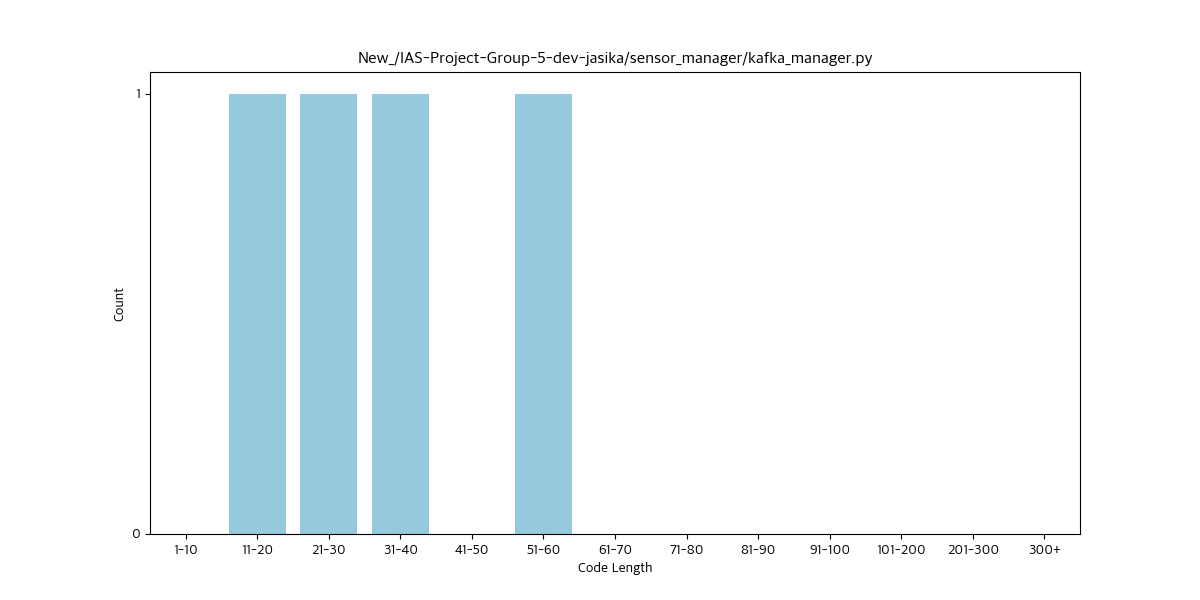 New_/IAS-Project-Group-5-dev-jasika/sensor_manager/kafka_manager.py
1
Count
0
1-10 11-20 21-30 31-40 41-50 51-60 61-70 71-80 81-90 91-100 101-200 201-300 300+
Code Length